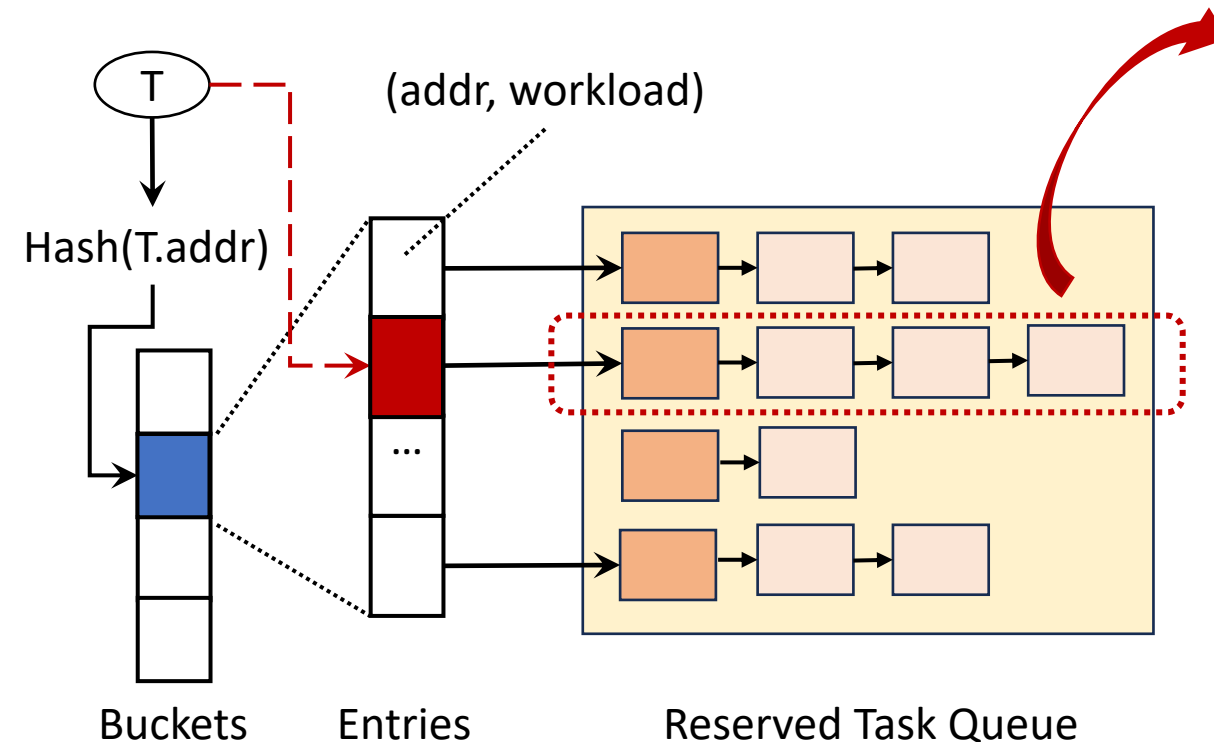 T
(addr, workload)
Hash(T.addr)
...
Buckets
Entries
Reserved Task Queue